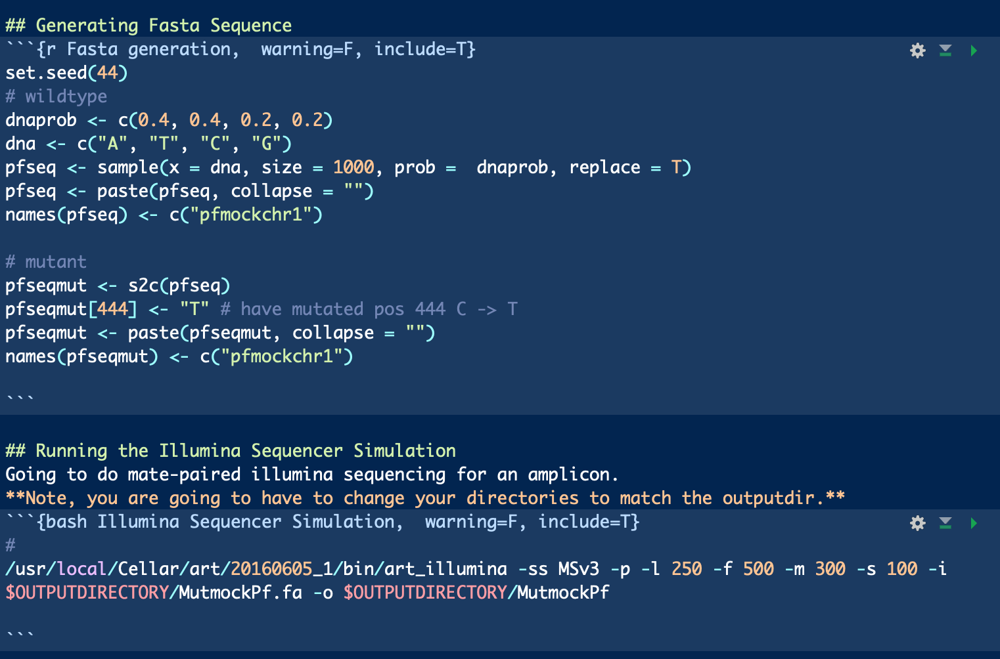 ## Generating Fasta Sequence
```{r Fasta generation,  warning=F, include=T}
set.seed(44)
# wildtype
dnaprob <- c(0.4, 0.4, 0.2, 0.2)
dna <- c("A", "T", "C", "G")
pfseq <- sample(x = dna, size = 1000, prob =  dnaprob, replace = T)
pfseq <- paste(pfseq, collapse = "")
names(pfseq) <- c("pfmockchr1")
# mutant
pfseqmut <- s2c(pfseq)
pfseqmut[444] <- "T" # have mutated pos 444 C -> T
pfseqmut <- paste(pfseqmut, collapse = "")
names(pfseqmut) <- c("pfmockchr1")
```
## Running the Illumina Sequencer Simulation
Going to do mate-paired illumina sequencing for an amplicon.
**Note, you are going to have to change your directories to match the outputdir.**
```{bash Illumina Sequencer Simulation,  warning=F, include=T}
#
/usr/local/Cellar/art/20160605_1/bin/art_illumina -ss MSv3 -p -l 250 -f 500 -m 300 -s 100 -i
$OUTPUTDIRECTORY/MutmockPf.fa -o $OUTPUTDIRECTORY/MutmockPf
```